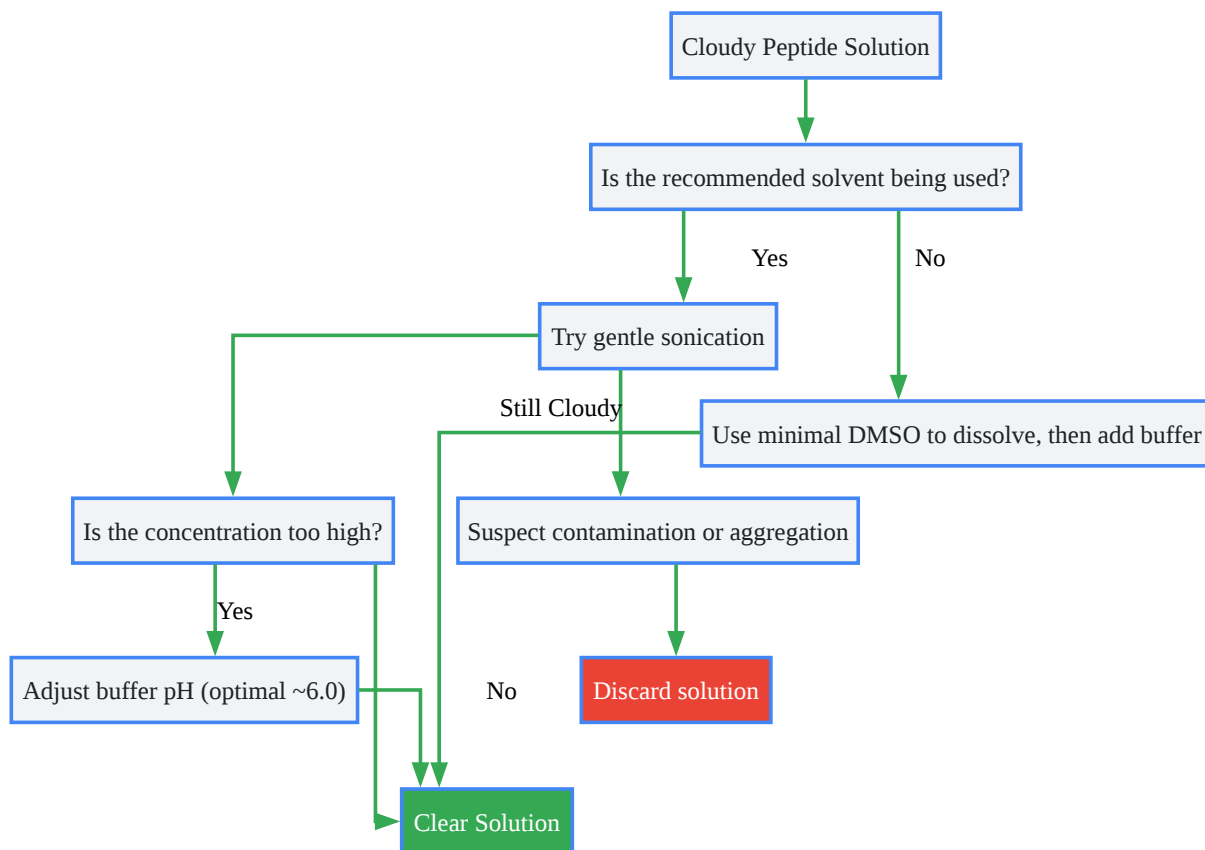 Cloudy Peptide Solution
Is the recommended solvent being used?
Yes
No
Try gentle sonication
Still Cloudy
Use minimal DMSO to dissolve, then add buffer
Is the concentration too high?
Suspect contamination or aggregation
Yes
Adjust buffer pH (optimal ~6.0)
No
Discard solution
Clear Solution